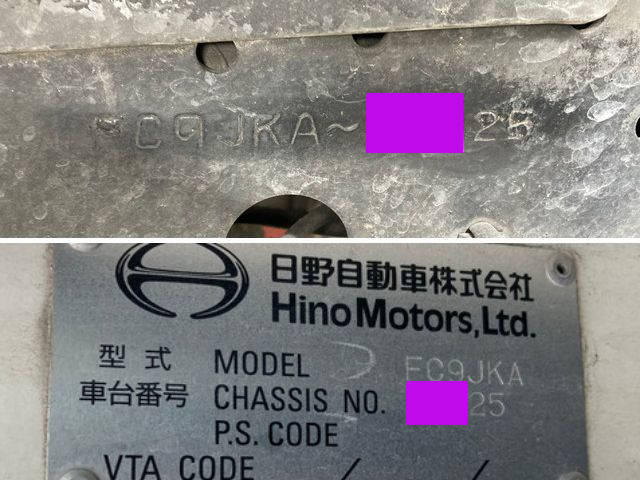 FC9JKA~ 25
日野自動車株式会社
Hino Motors, Ltd.
型式 MODEL FC9JKA
車台番号 CHASSIS NO. 25
P.S. CODE
VTA CODE / /